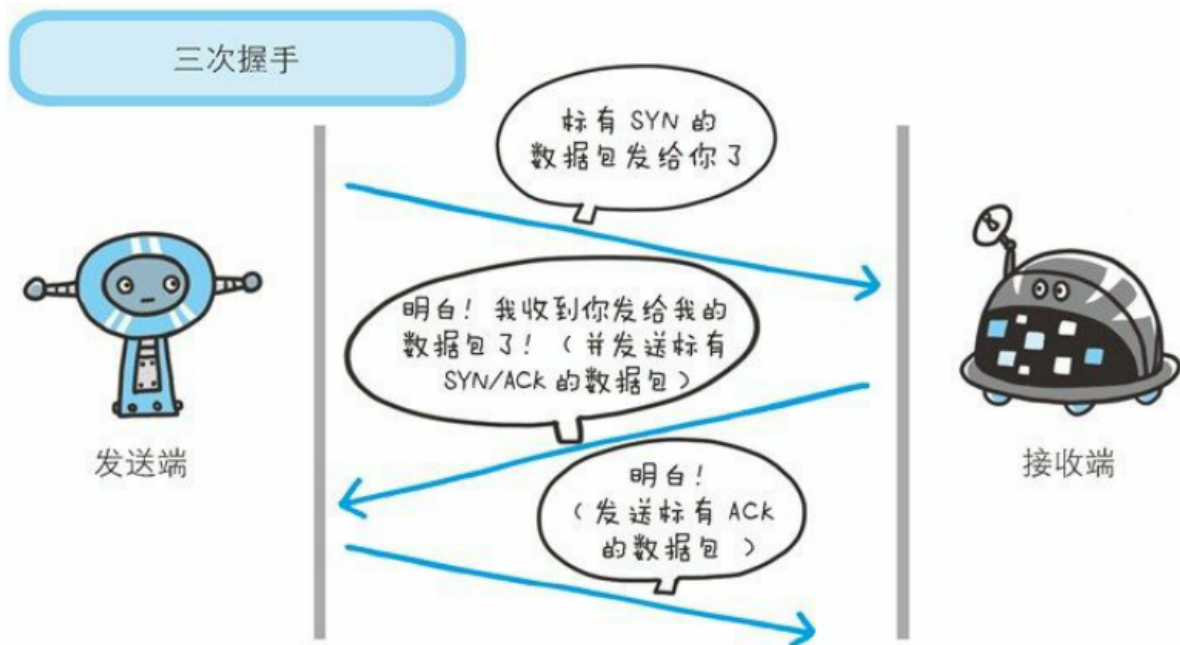 三次握手
标有 SYN 的
数据包发给你了
明白！我收到你发给我的
数据包了！（并发送标有
SYN/ACK 的数据包）
发送端
接收端
明白！
（发送标有 ACK
的数据包 ）